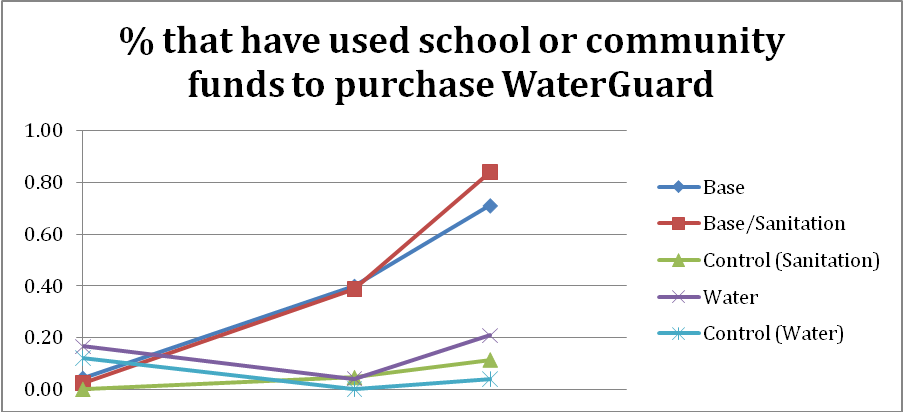 % that have used school or community
funds to purchase WaterGuard
1.00
0.80
0.60
0.40
0.20
0.00
Base
Base/Sanitation
Control (Sanitation)
Water
Control (Water)